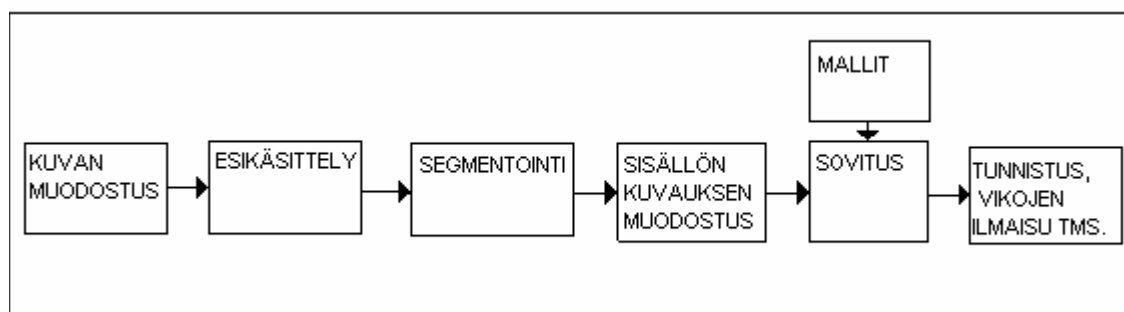 KUVAN
MUODOSTUS
ESIKÄSITTELY
SEGMENTOINTI
SISÄLLÖN
KUVAUKSEN
MUODOSTUS
MALLIT
SOVITUS
TUNNISTUS,
VIKOJEN
ILMAISU TMS.